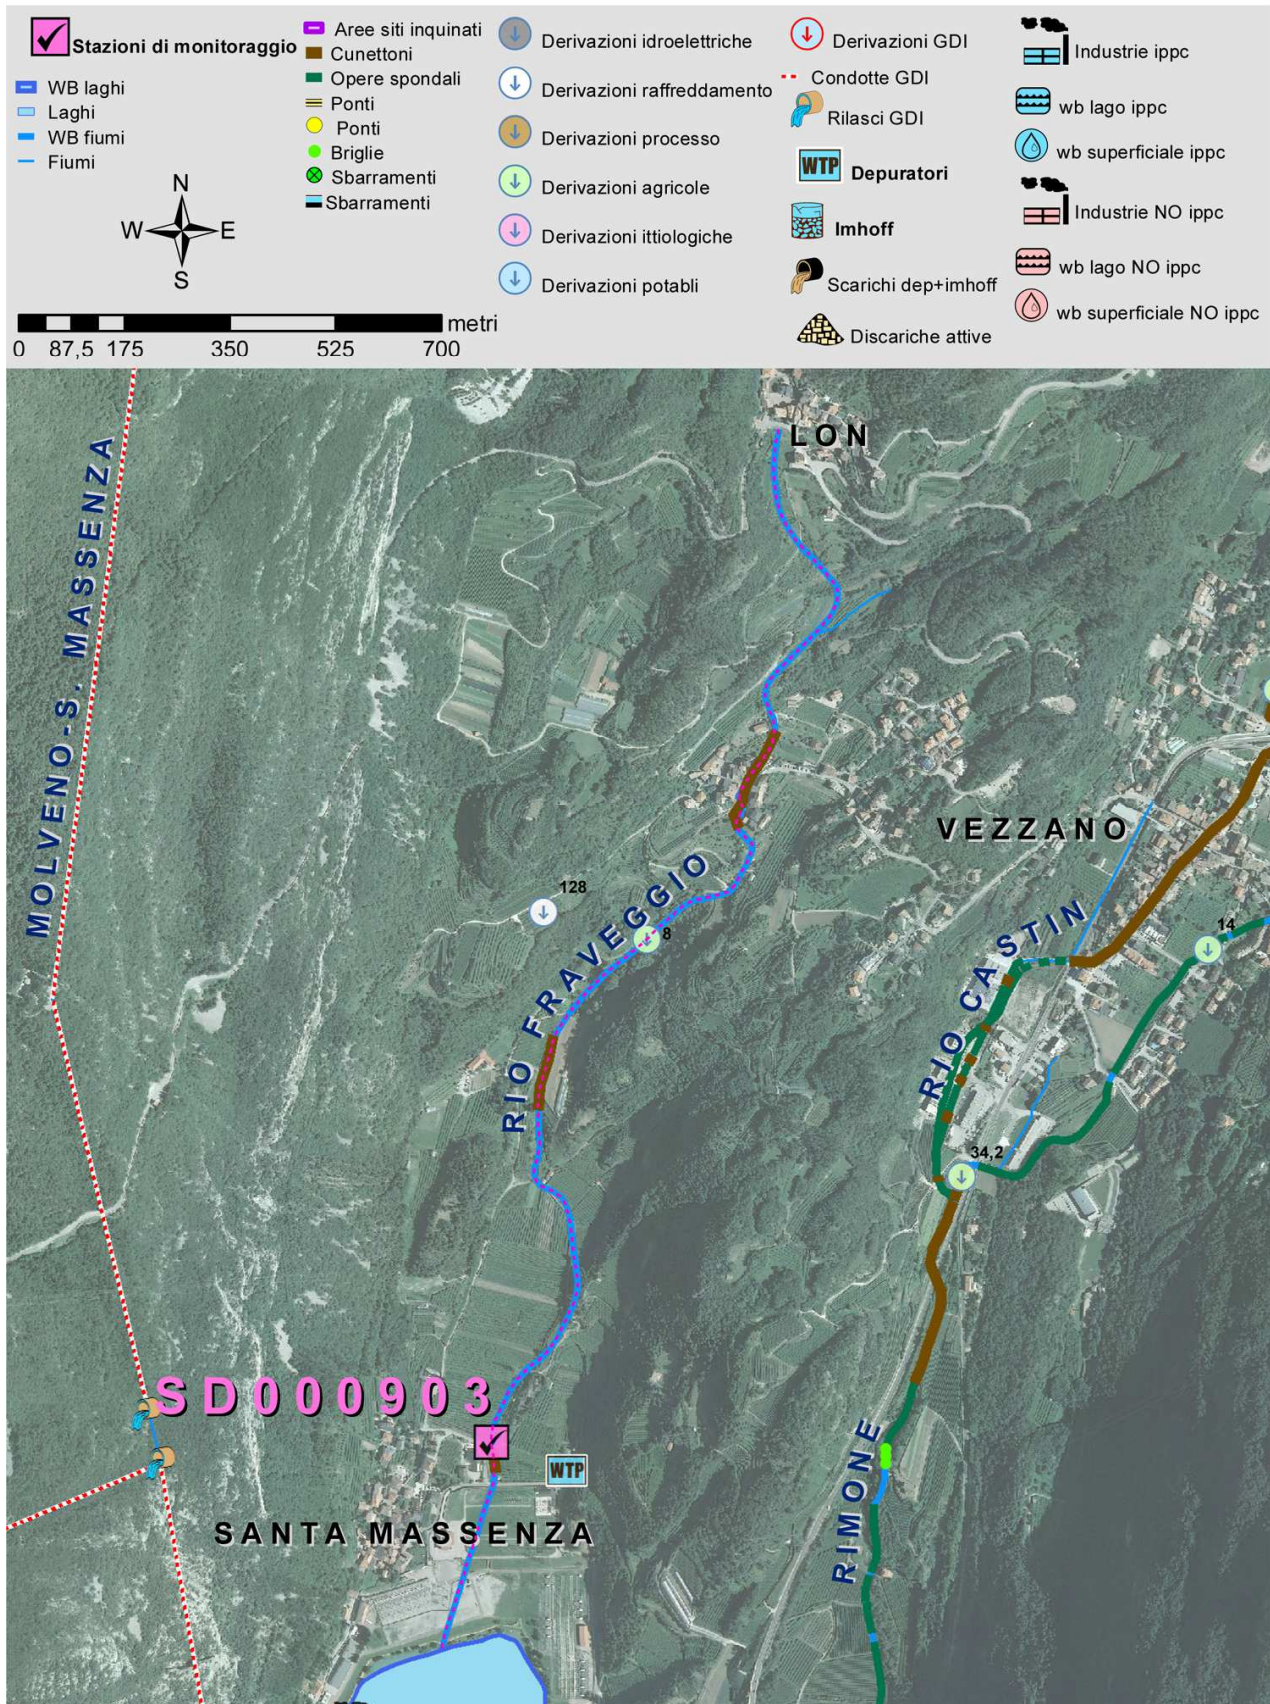 Stazioni di monitoraggio
WB laghi
Laghi
WB fiumi
Fiumi
N
W E
S
metri
0 87,5 175 350 525 700
Aree siti inquinati
Cunettoni
Opere spondali
Ponti
Ponti
Briglie
Sbarramenti
Sbarramenti
Derivazioni idroelettriche
Derivazioni raffreddamento
Derivazioni processo
Derivazioni agricole
Derivazioni ittiologiche
Derivazioni potabli
Derivazioni GDI
Condotte GDI
Rilasci GDI
WTP Depuratori
Imhoff
Scarichi dep+imhoff
Discariche attive
Industrie ippc
wb lago ippc
wb superficiale ippc
Industrie NO ippc
wb lago NO ippc
wb superficiale NO ippc
LON
MOLVENO-S. MASSENZA
VEZZANO
128
8
RIO FRAVEGGIO
14
RIO CASTIN
34,2
SD000903
WTP
RIMONE
SANTA MASSENZA